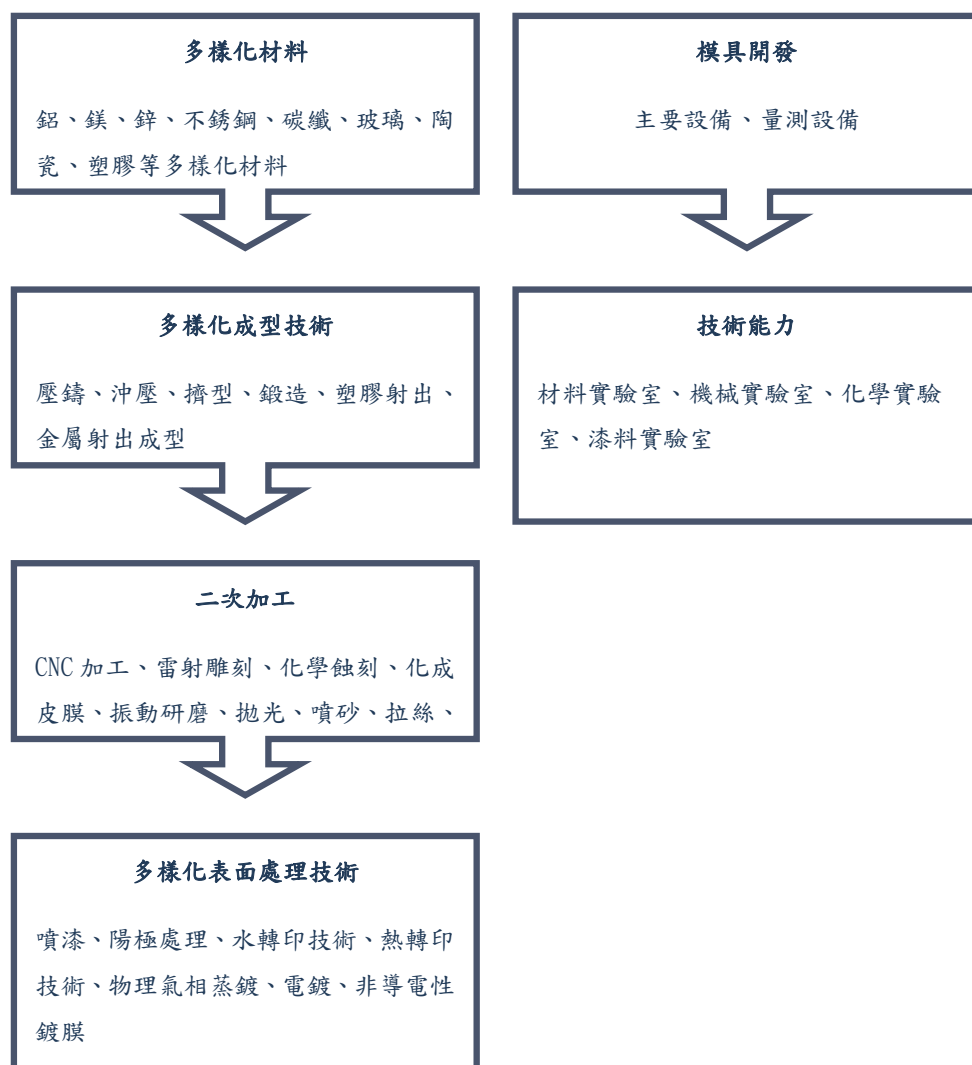 多樣化材料
鋁、鎂、鋅、不銹鋼、碳纖、玻璃、陶
瓷、塑膠等多樣化材料
多樣化成型技術
壓鑄、沖壓、擠型、鍛造、塑膠射出、
金屬射出成型
二次加工
CNC 加工、雷射雕刻、化學蝕刻、化成
皮膜、振動研磨、拋光、噴砂、拉絲、
多樣化表面處理技術
噴漆、陽極處理、水轉印技術、熱轉印
技術、物理氣相蒸鍍、電鍍、非導電性
鍍膜
模具開發
主要設備、量測設備
技術能力
材料實驗室、機械實驗室、化學實驗
室、漆料實驗室